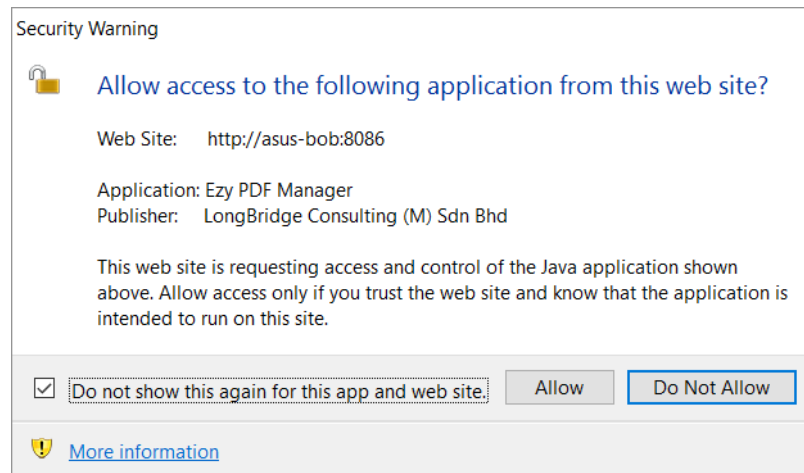 Security Warning
Allow access to the following application from this web site?
Web Site: http://asus-bob:8086
Application: Ezy PDF Manager
Publisher: LongBridge Consulting (M) Sdn Bhd
This web site is requesting access and control of the Java application shown
above. Allow access only if you trust the web site and know that the application is
intended to run on this site.
Do not show this again for this app and web site.
Allow
Do Not Allow
More information